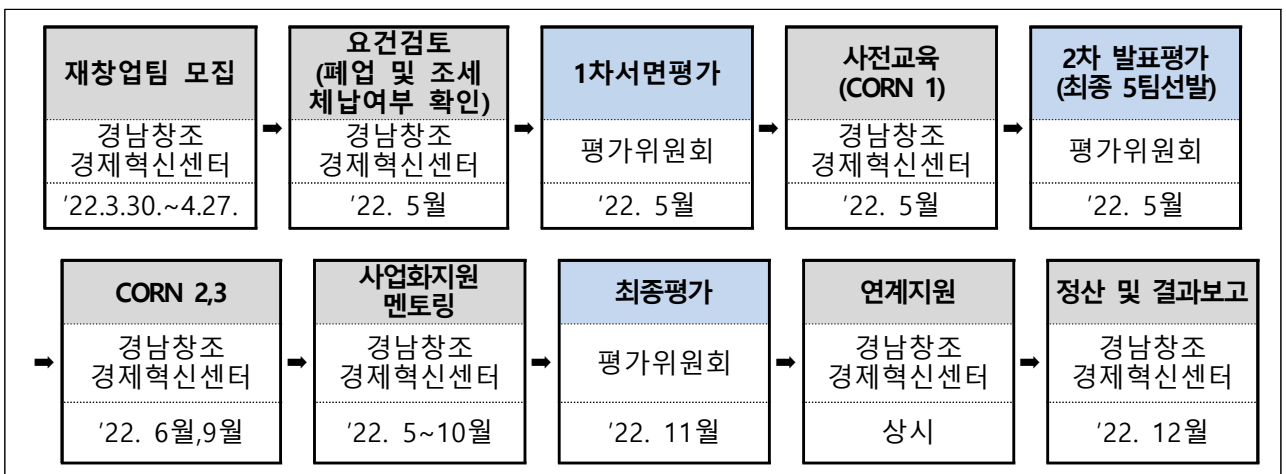 재창업팀 모집
경남창조
경제혁신센터
'22.3.30.~4.27.
➡
요건검토
(폐업 및 조세
체납여부 확인)
경남창조
경제혁신센터
'22. 5월
➡
1차서면평가
평가위원회
'22. 5월
➡
사전교육
(CORN 1)
경남창조
경제혁신센터
'22. 5월
➡
2차 발표평가
(최종 5팀선발)
평가위원회
'22. 5월
➡
CORN 2,3
경남창조
경제혁신센터
'22. 6월,9월
➡
사업화지원
멘토링
경남창조
경제혁신센터
'22. 5~10월
➡
최종평가
평가위원회
'22. 11월
➡
연계지원
경남창조
경제혁신센터
상시
➡
정산 및 결과보고
경남창조
경제혁신센터
'22. 12월